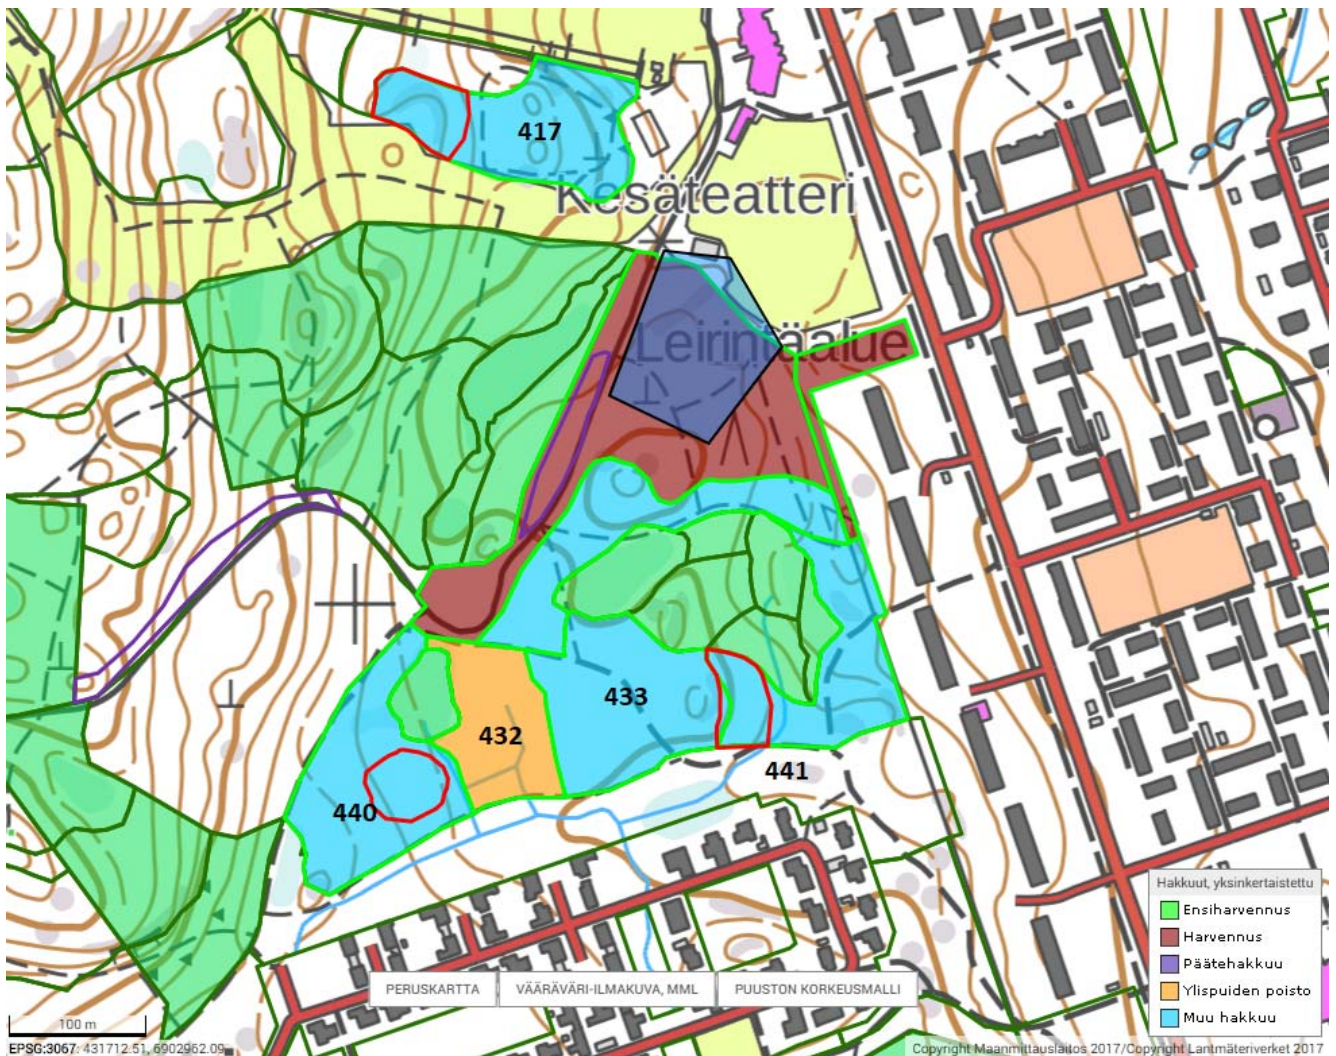 417
Kesäteatteri
Leirintäalue
433
432
441
440
Hakkuut, yksinkertaistettu
Ensiharvennus
Harvennus
Päätehakkuu
Ylispuiden poisto
Muu hakkuu
PERUSKARTTA
VÄÄRÄVÄRI-ILMAKUVA, MML
PUUSTON KORKEUSMALLI
100 m
EPSG:3067: 431712.51, 6902962.09
Copyright Maanmittauslaitos 2017/Copyright Lantmäteriverket 2017